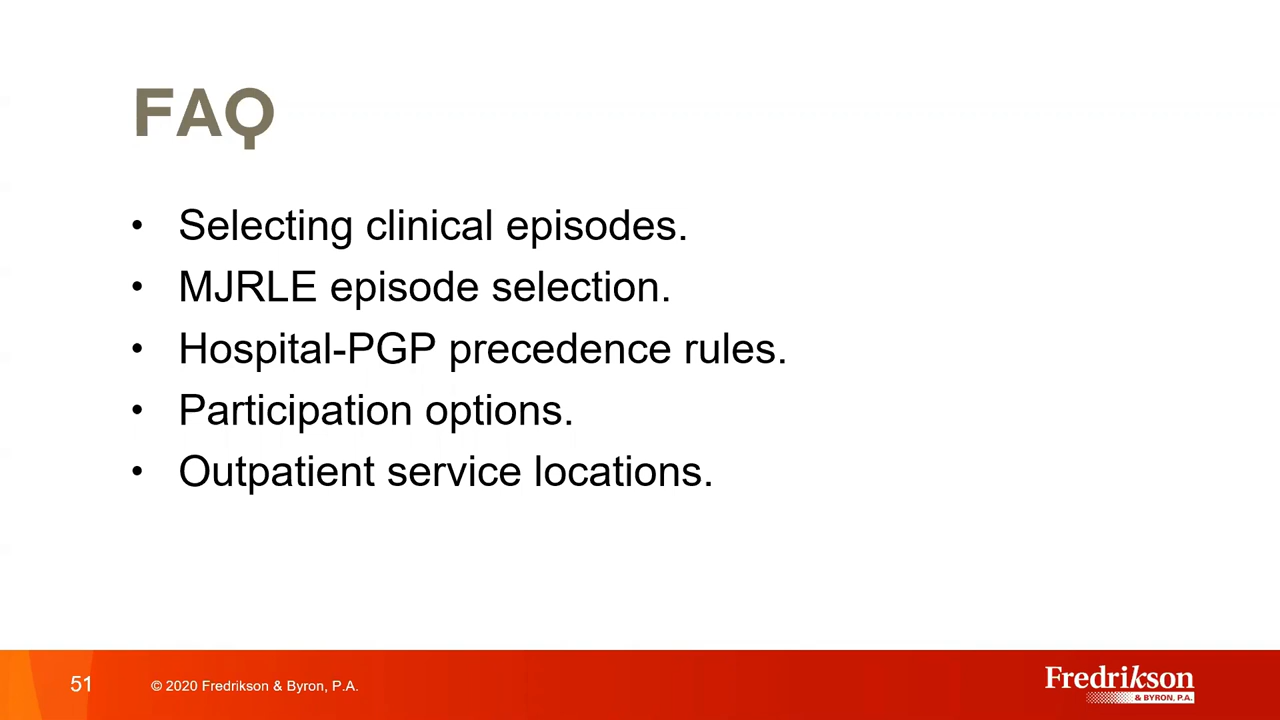 FAQ
• Selecting clinical episodes.
• MJRLE episode selection.
• Hospital-PGP precedence rules.
• Participation options.
• Outpatient service locations.
51
© 2020 Fredrikson & Byron, P.A.
Fredrikson
& BYRON, P.A.